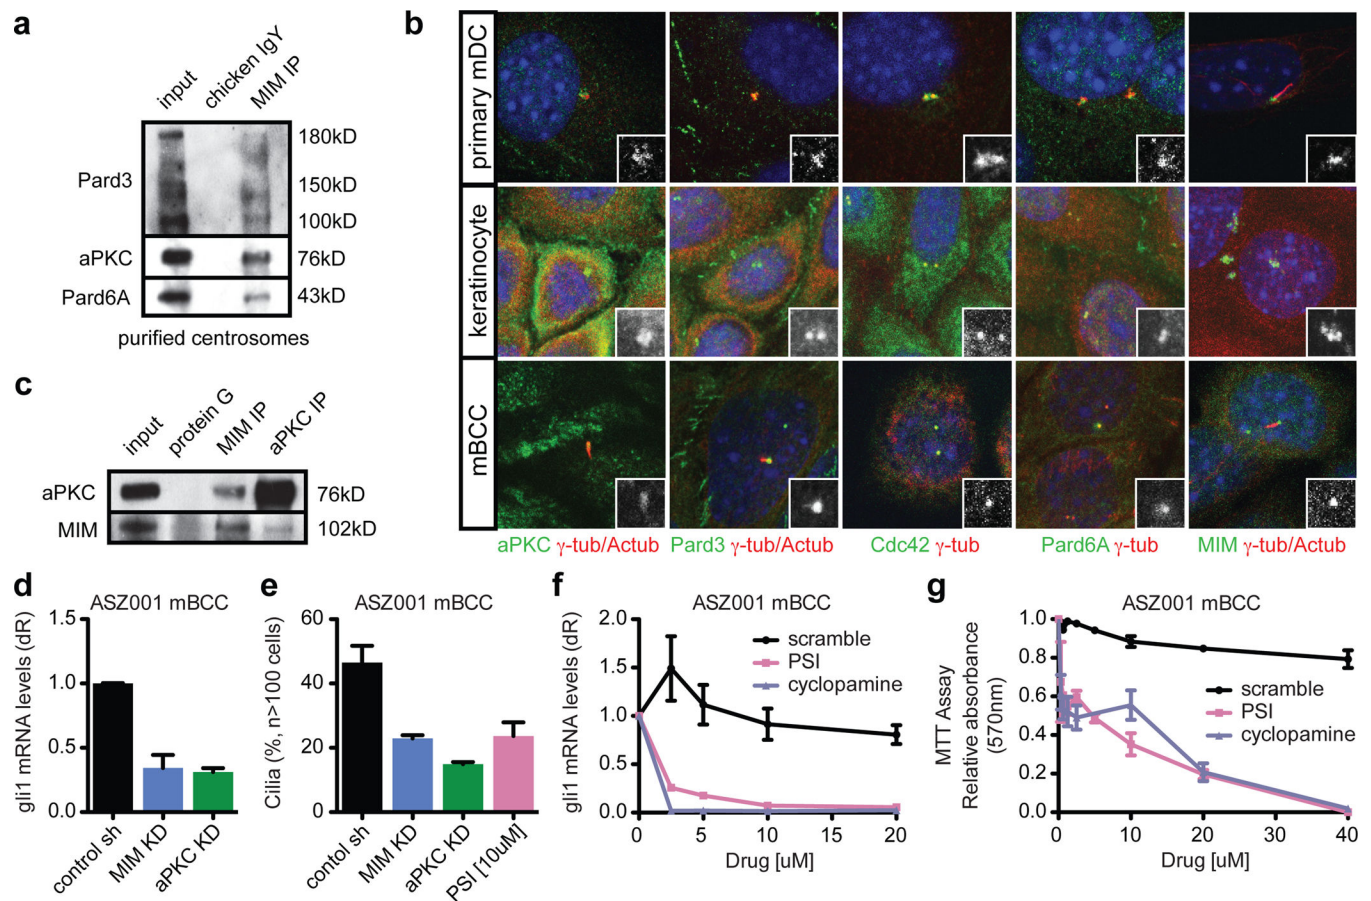 a
input
chicken IgY
MIM IP
Pard3
180kD
150kD
100kD
aPKC
76kD
Pard6A
43kD
purified centrosomes
b
primary mDC
keratinocyte
mBCC
aPKC γ-tub/Actub
Pard3 γ-tub/Actub
Cdc42 γ-tub
Pard6A γ-tub
MIM γ-tub/Actub
c
input
protein G
MIM IP
aPKC IP
aPKC
76kD
MIM
102kD
d
ASZ001 mBCC
gli1 mRNA levels (dR)
1.5
1.0
0.5
0.0
control sh
MIM KD
aPKC KD
e
ASZ001 mBCC
Cilia (%, n>100 cells)
60
40
20
0
contol sh
MIM KD
aPKC KD
PSI [10uM]
f
ASZ001 mBCC
gli1 mRNA levels (dR)
2.0
1.5
1.0
0.5
0.0
scramble
PSI
cyclopamine
0 5 10 15 20
Drug [uM]
g
ASZ001 mBCC
MTT Assay
Relative absorbance
(570nm)
1.0
0.8
0.6
0.4
0.2
0.0
scramble
PSI
cyclopamine
0 10 20 30 40
Drug [uM]